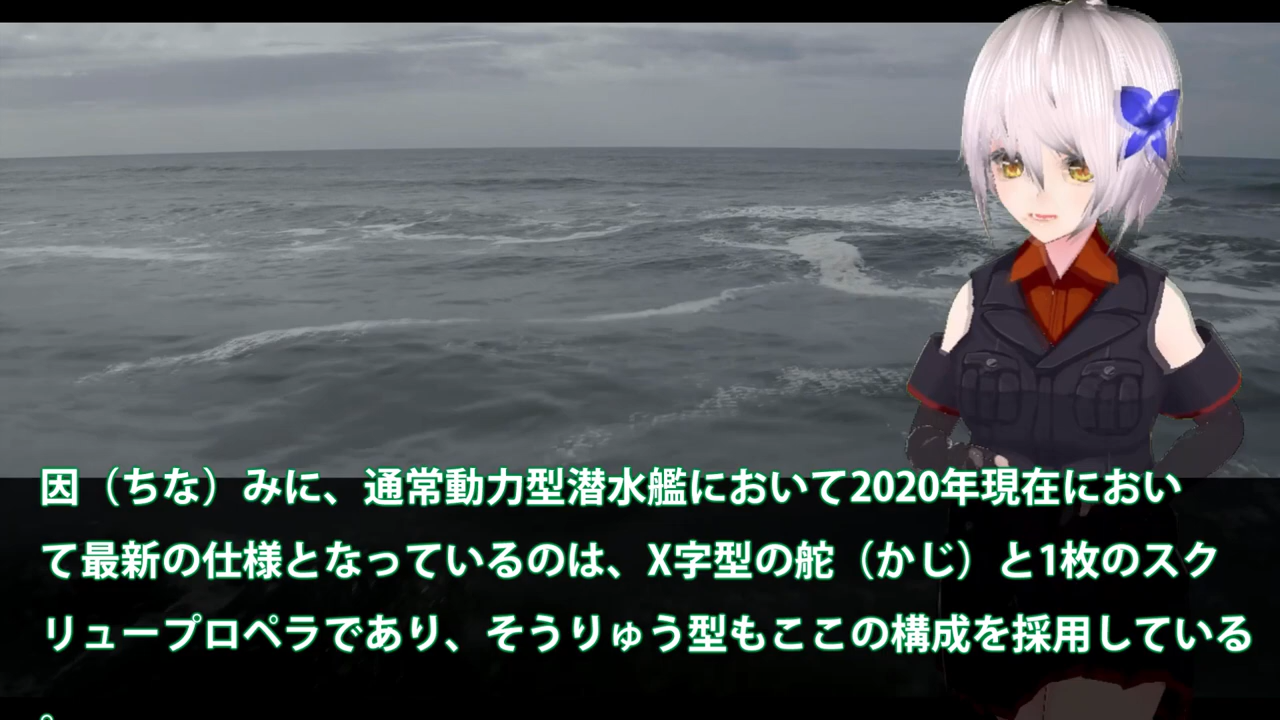 因（ちな）みに、通常動力型潜水艦において2020年現在におい
て最新の仕様となっているのは、X字型の舵（かじ）と1枚のスク
リュープロペラであり、そうりゅう型もここの構成を採用している
。